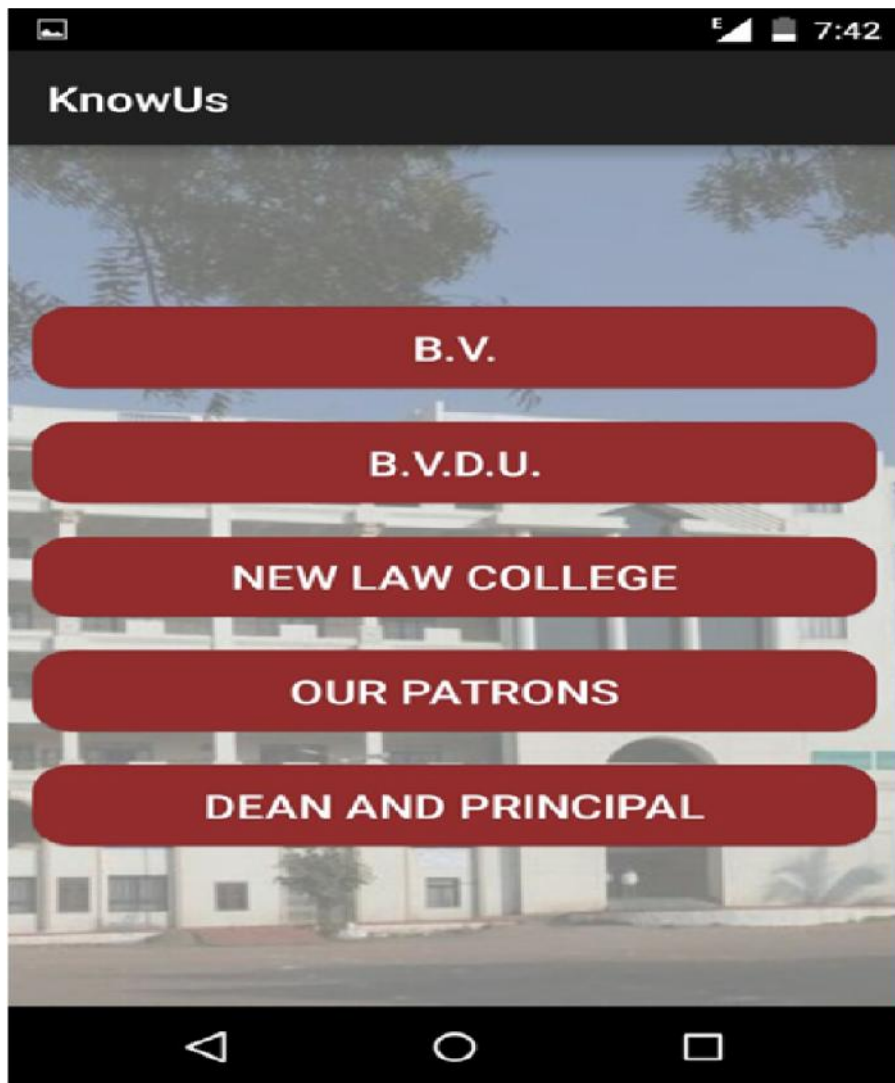 E 7:42
KnowUs
B.V.
B.V.D.U.
NEW LAW COLLEGE
OUR PATRONS
DEAN AND PRINCIPAL